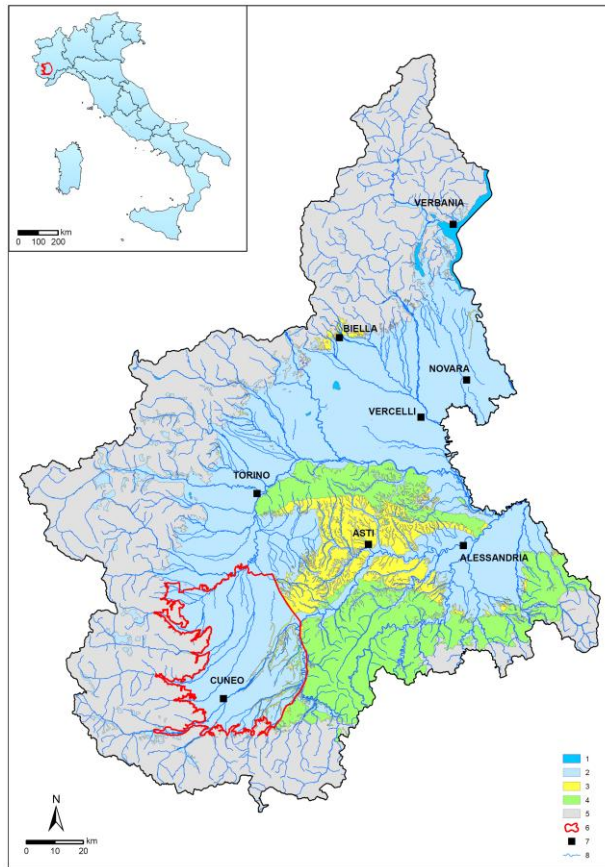 0 100 200
km
VERBANIA
BIELLA
NOVARA
VERCELLI
TORINO
ASTI
ALESSANDRIA
CUNEO
N
0 10 20
km
1
2
3
4
5
6
7
8